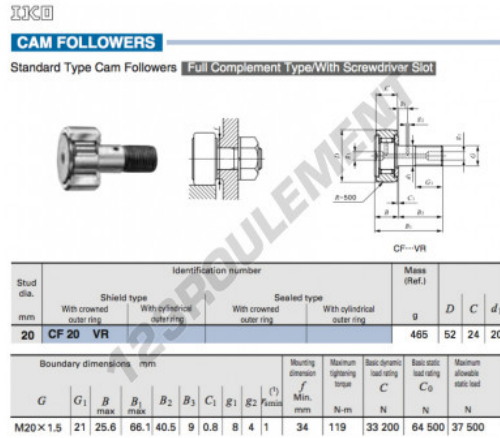 IKO
CAM FOLLOWERS
Standard Type Cam Followers Full Complement Type/With Screwdriver Slot
R=500
CF···VR
Stud dia. mm
Identification number
Mass (Ref.) g
Shield type
Sealed type
With crowned outer ring
With cylindrical outer ring
With crowned outer ring
With cylindrical outer ring
D C d₁
20 CF 20 VR 465 52 24 20
Boundary dimensions mm
Mounting dimension f Min. mm
Maximum tightening torque N-m
Basic dynamic load rating C N
Basic static load rating C₀ N
Maximum allowable static load N
G G₁ B max B₁ max B₂ B₃ C₁ g₁ g₂ (¹) rₛ min
M20×1.5 21 25.6 66.1 40.5 9 0.8 8 4 1 34 119 33 200 64 500 37 500
123ROULEMENT